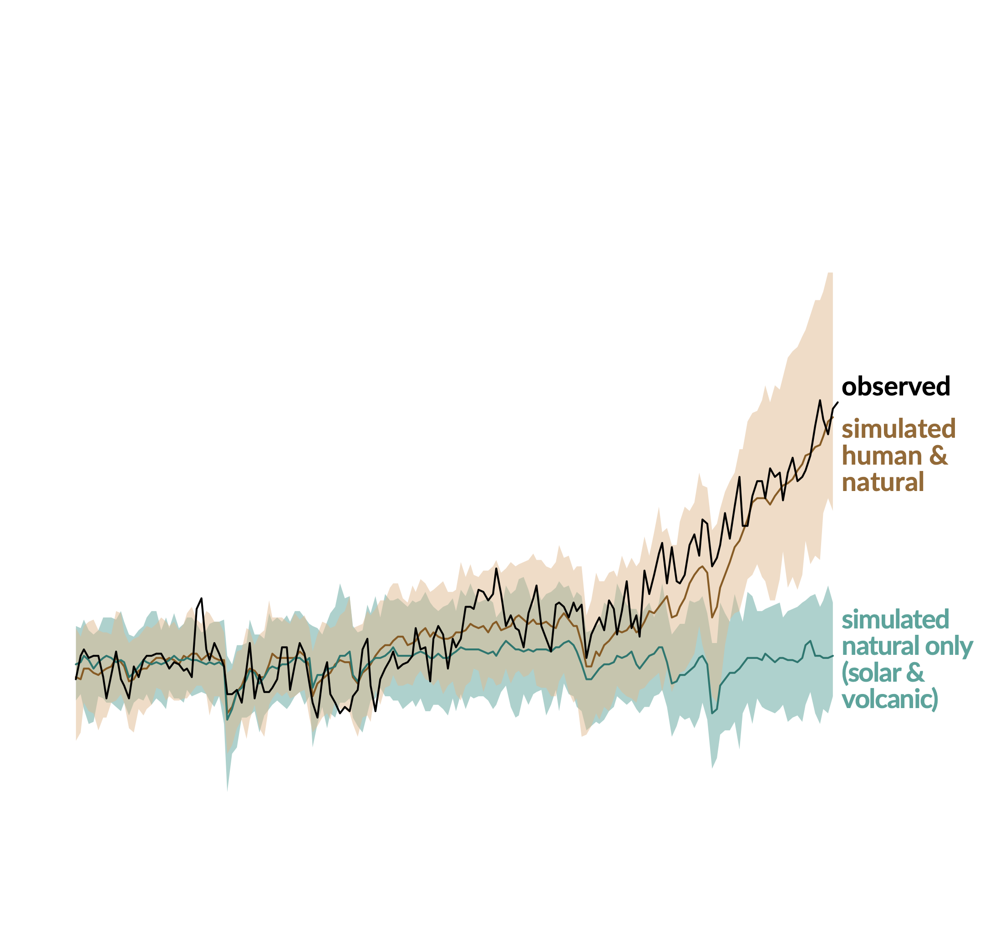 observed
simulated
human &
natural
simulated
natural only
(solar &
volcanic)